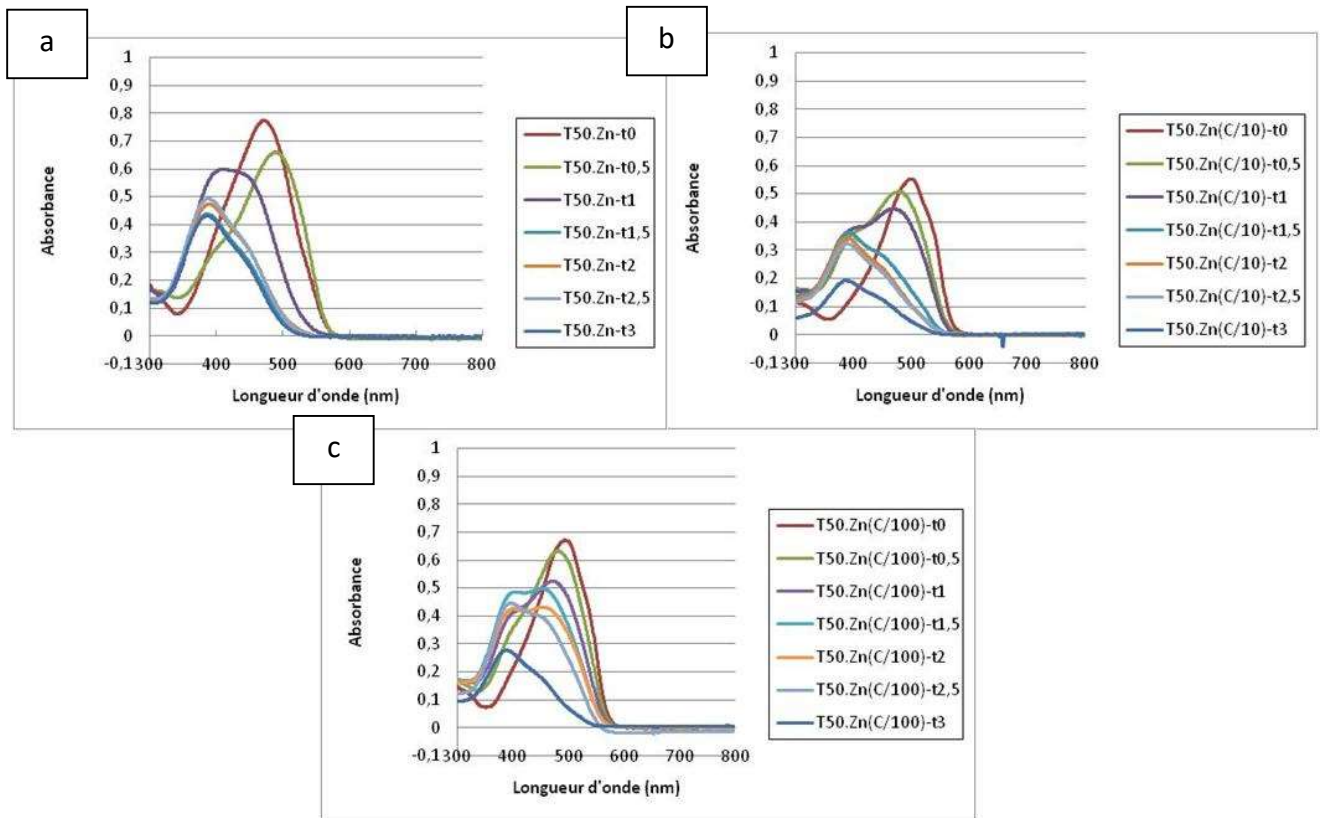 a
1
0,9
0,8
0,7
0,6
0,5
0,4
0,3
0,2
0,1
0
-0,1
300 400 500 600 700 800
Absorbance
Longueur d'onde (nm)
T50.Zn-t0
T50.Zn-t0,5
T50.Zn-t1
T50.Zn-t1,5
T50.Zn-t2
T50.Zn-t2,5
T50.Zn-t3
b
1
0,9
0,8
0,7
0,6
0,5
0,4
0,3
0,2
0,1
0
-0,1
300 400 500 600 700 800
Absorbance
Longueur d'onde (nm)
T50.Zn(C/10)-t0
T50.Zn(C/10)-t0,5
T50.Zn(C/10)-t1
T50.Zn(C/10)-t1,5
T50.Zn(C/10)-t2
T50.Zn(C/10)-t2,5
T50.Zn(C/10)-t3
c
1
0,9
0,8
0,7
0,6
0,5
0,4
0,3
0,2
0,1
0
-0,1
300 400 500 600 700 800
Absorbance
Longueur d'onde (nm)
T50.Zn(C/100)-t0
T50.Zn(C/100)-t0,5
T50.Zn(C/100)-t1
T50.Zn(C/100)-t1,5
T50.Zn(C/100)-t2
T50.Zn(C/100)-t2,5
T50.Zn(C/100)-t3